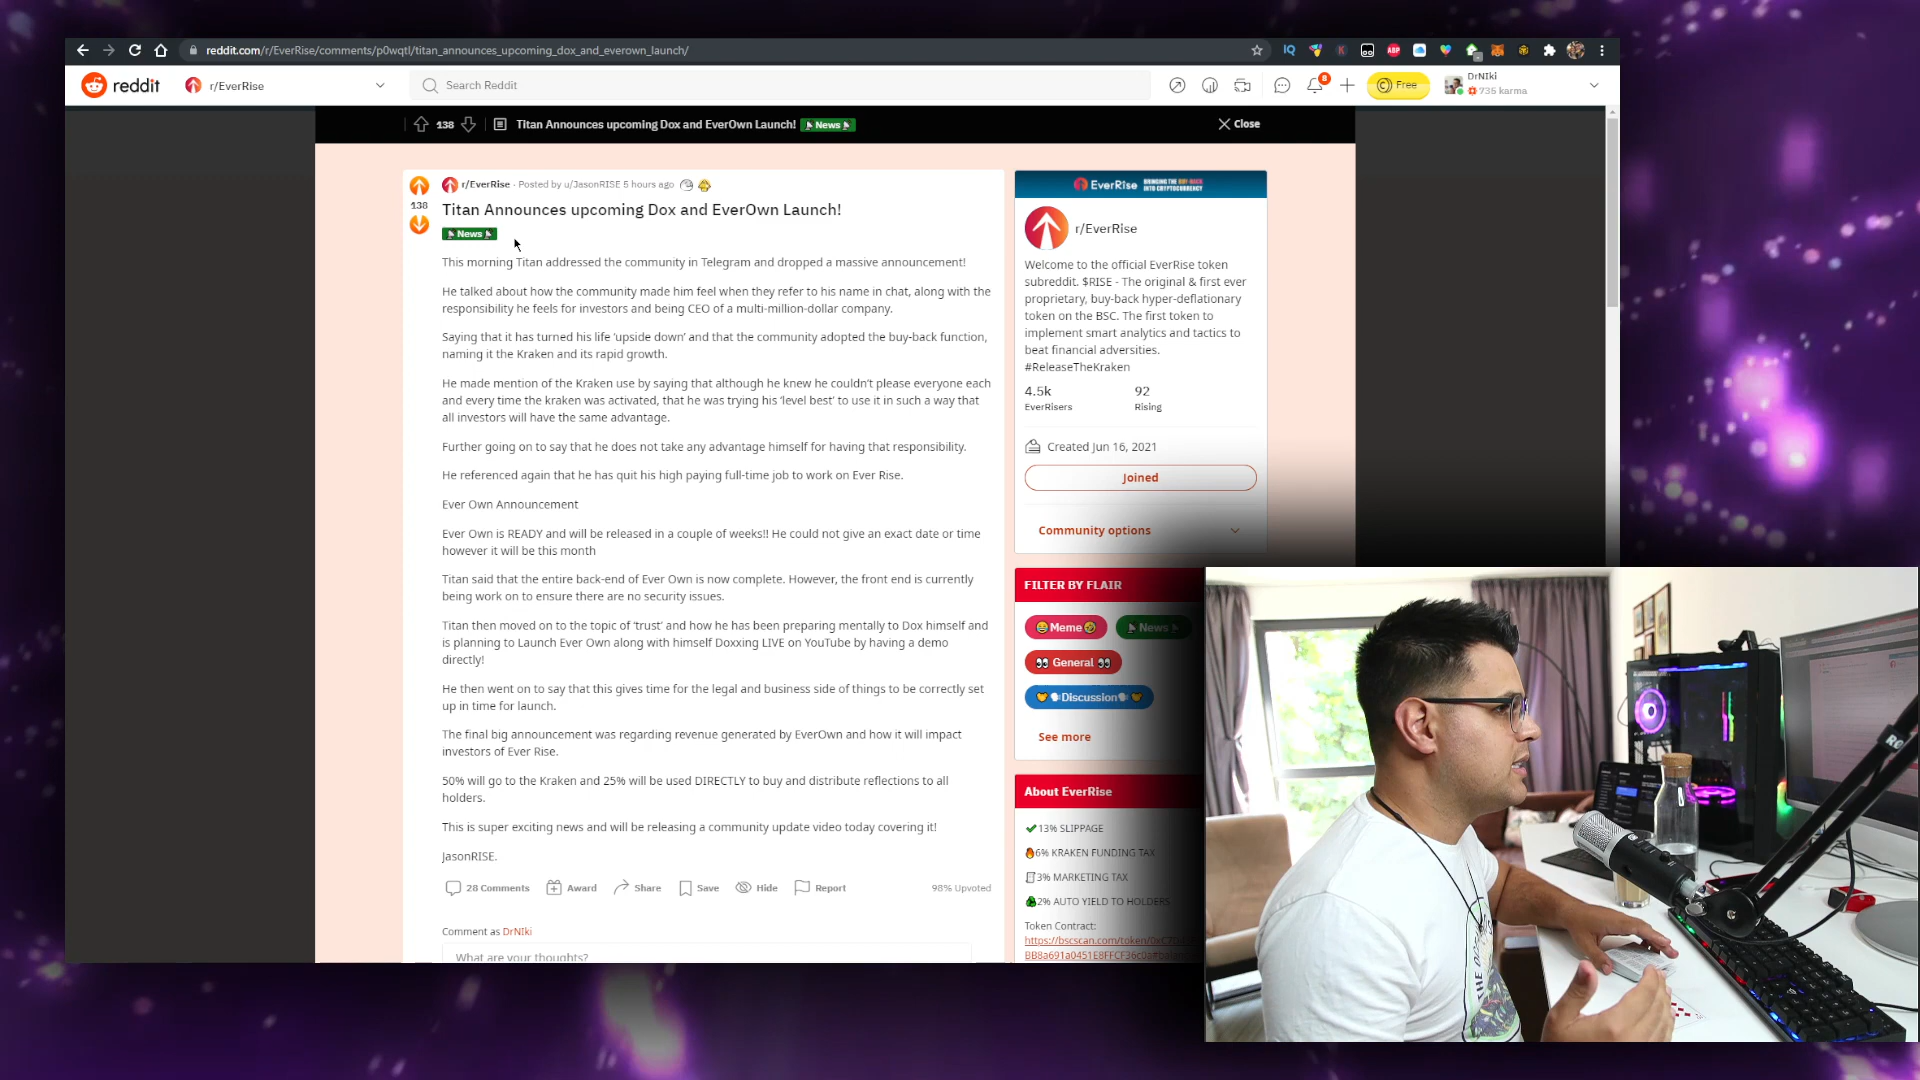 reddit.com/r/EverRise/comments/p0wqtl/titan_announces_upcoming_dox_and_everown_launch/
reddit
r/EverRise
Search Reddit
8
Free
DrNIki
735 karma
138
Titan Announces upcoming Dox and EverOwn Launch!
News
Close
r/EverRise · Posted by u/JasonRISE 5 hours ago
138
Titan Announces upcoming Dox and EverOwn Launch!
News
This morning Titan addressed the community in Telegram and dropped a massive announcement!
He talked about how the community made him feel when they refer to his name in chat, along with the
responsibility he feels for investors and being CEO of a multi-million-dollar company.
Saying that it has turned his life ‘upside down’ and that the community adopted the buy-back function,
naming it the Kraken and its rapid growth.
He made mention of the Kraken use by saying that although he knew he couldn’t please everyone each
and every time the kraken was activated, that he was trying his ‘level best’ to use it in such a way that
all investors will have the same advantage.
Further going on to say that he does not take any advantage himself for having that responsibility.
He referenced again that he has quit his high paying full-time job to work on Ever Rise.
Ever Own Announcement
Ever Own is READY and will be released in a couple of weeks!! He could not give an exact date or time
however it will be this month
Titan said that the entire back-end of Ever Own is now complete. However, the front end is currently
being work on to ensure there are no security issues.
Titan then moved on to the topic of ‘trust’ and how he has been preparing mentally to Dox himself and
is planning to Launch Ever Own along with himself Doxxing LIVE on YouTube by having a demo
directly!
He then went on to say that this gives time for the legal and business side of things to be correctly set
up in time for launch.
The final big announcement was regarding revenue generated by EverOwn and how it will impact
investors of Ever Rise.
50% will go to the Kraken and 25% will be used DIRECTLY to buy and distribute reflections to all
holders.
This is super exciting news and will be releasing a community update video today covering it!
JasonRISE.
28 Comments
Award
Share
Save
Hide
Report
98% Upvoted
Comment as DrNIki
What are your thoughts?
EverRise BRINGING THE BUY-BACK
INTO CRYPTOCURRENCY
r/EverRise
Welcome to the official EverRise token
subreddit. $RISE - The original & first ever
proprietary, buy-back hyper-deflationary
token on the BSC. The first token to
implement smart analytics and tactics to
beat financial adversities.
#ReleaseTheKraken
4.5k
92
EverRisers
Rising
Created Jun 16, 2021
Joined
Community options
FILTER BY FLAIR
Meme
News
General
Discussion
See more
About EverRise
13% SLIPPAGE
6% KRAKEN FUNDING TAX
3% MARKETING TAX
2% AUTO YIELD TO HOLDERS
Token Contract:
https://bscscan.com/token/0xC7